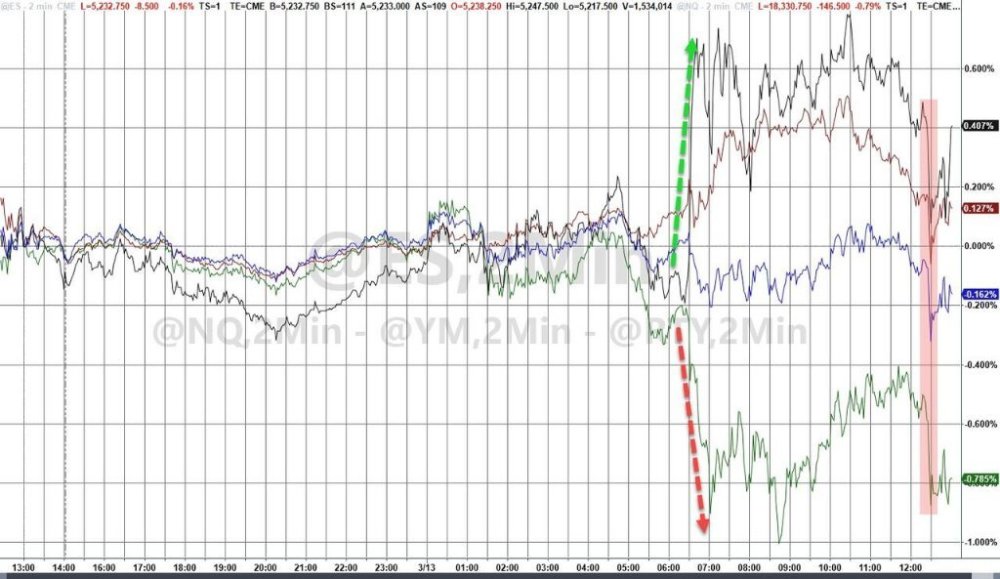 @ES - 2 min CME L=5,232.750 -8.500 -0.16% TS=1 TE=CME B=5,232.750 BS=111 A=5,233.000 AS=109 O=5,238.250 Hi=5,247.500 Lo=5,217.500 V=1,534,014 @NQ - 2 min CME L=18,330.750 -146.500 -0.79% TS=1 TE=CME...
0.600%
0.407%
0.200%
0.127%
0.000%
-0.162%
-0.200%
-0.400%
-0.600%
-0.785%
-1.000%
@ES,2Min
@NQ,2Min - @YM,2Min - @RTY,2Min
13:00 14:00 15:00 16:00 17:00 18:00 19:00 20:00 21:00 22:00 23:00 3/13 01:00 02:00 03:00 04:00 05:00 06:00 07:00 08:00 09:00 10:00 11:00 12:00